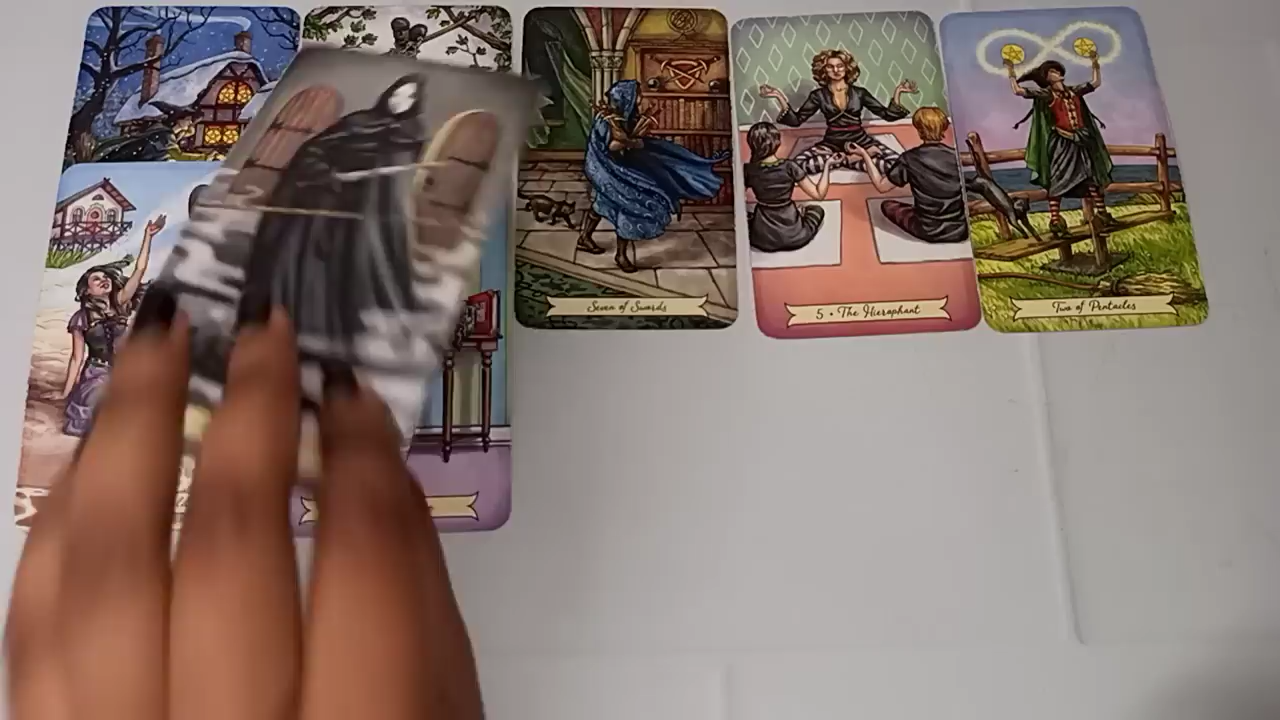 Seven of Swords
5 • The Hierophant
Two of Pentacles